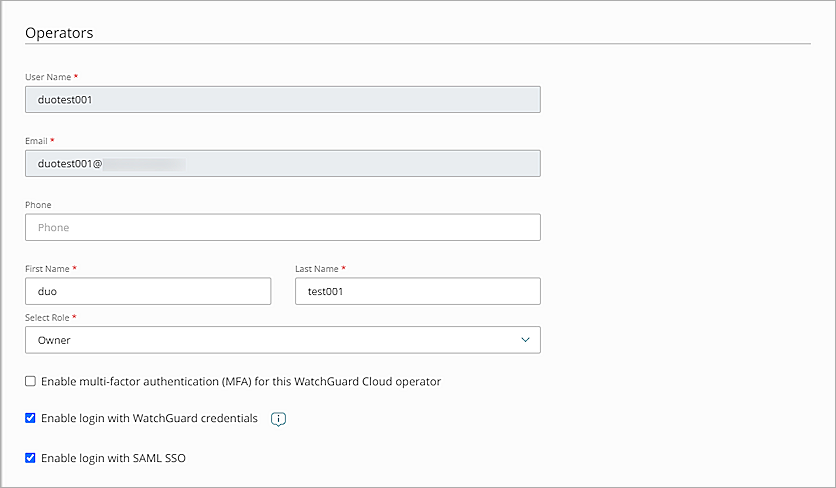 Operators
User Name *
duotest001
Email *
duotest001@
Phone
Phone
First Name * Last Name *
duo test001
Select Role *
Owner
Enable multi-factor authentication (MFA) for this WatchGuard Cloud operator
Enable login with WatchGuard credentials
Enable login with SAML SSO